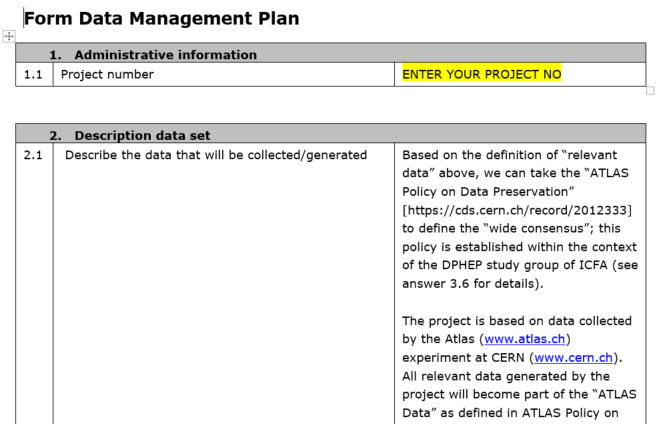 Form Data Management Plan
1. Administrative information
1.1 Project number ENTER YOUR PROJECT NO
2. Description data set
2.1 Describe the data that will be collected/generated Based on the definition of “relevant
data” above, we can take the “ATLAS
Policy on Data Preservation”
[https://cds.cern.ch/record/2012333]
to define the “wide consensus”; this
policy is established within the context
of the DPHEP study group of ICFA (see
answer 3.6 for details).
The project is based on data collected
by the Atlas (www.atlas.ch)
experiment at CERN (www.cern.ch).
All relevant data generated by the
project will become part of the “ATLAS
Data” as defined in ATLAS Policy on